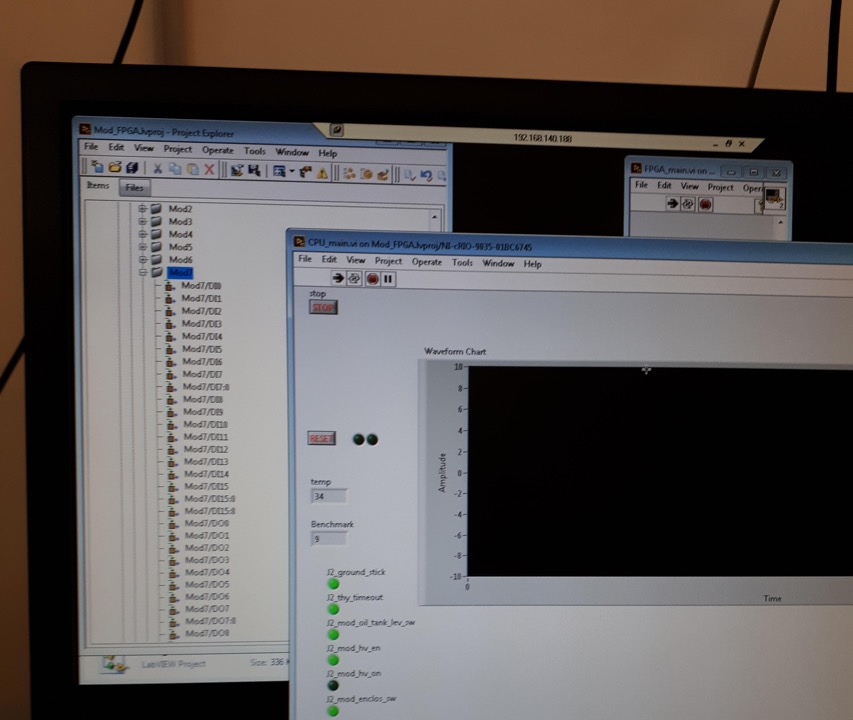 192.168.140.188
Mod_FPGA.lvproj - Project Explorer
File Edit View Project Operate Tools Window Help
Items Files
Mod2
Mod3
Mod4
Mod5
Mod6
Mod7
Mod7/DI0
Mod7/DI1
Mod7/DI2
Mod7/DI3
Mod7/DI4
Mod7/DI5
Mod7/DI6
Mod7/DI7
Mod7/DI7:0
Mod7/DI8
Mod7/DI9
Mod7/DI10
Mod7/DI11
Mod7/DI12
Mod7/DI13
Mod7/DI14
Mod7/DI15
Mod7/DI15:8
Mod7/DI15:0
Mod7/DO0
Mod7/DO1
Mod7/DO2
Mod7/DO3
Mod7/DO4
Mod7/DO5
Mod7/DO6
Mod7/DO7
Mod7/DO7:0
Mod7/DO8
LabVIEW Project
Size: 336
FPGA_main.vi on ...
File Edit View Project Oper
2
CPU_main.vi on Mod_FPGA.lvproj/NI-cRIO-9035-01BC6745
File Edit View Project Operate Tools Window Help
stop
STOP
Waveform Chart
10
8
6
4
2
0
-2
-4
-6
-8
-10
0
Amplitude
Time
RESET
temp
34
Benchmark
9
J2_ground_stick
J2_thy_timeout
J2_mod_oil_tank_lev_sw
J2_mod_hv_en
J2_mod_hv_on
J2_mod_enclos_sw